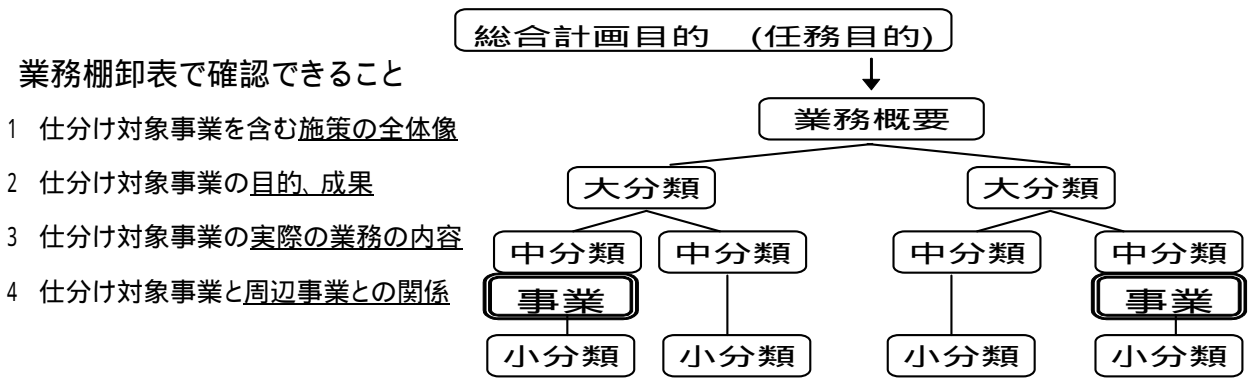 総合計画目的 (任務目的)
業務棚卸表で確認できること
業務概要
1 仕分け対象事業を含む施策の全体像
2 仕分け対象事業の目的、成果
3 仕分け対象事業の実際の業務の内容
4 仕分け対象事業と周辺事業との関係
大分類 大分類
中分類 中分類 中分類 中分類
事業 事業
小分類 小分類 小分類 小分類